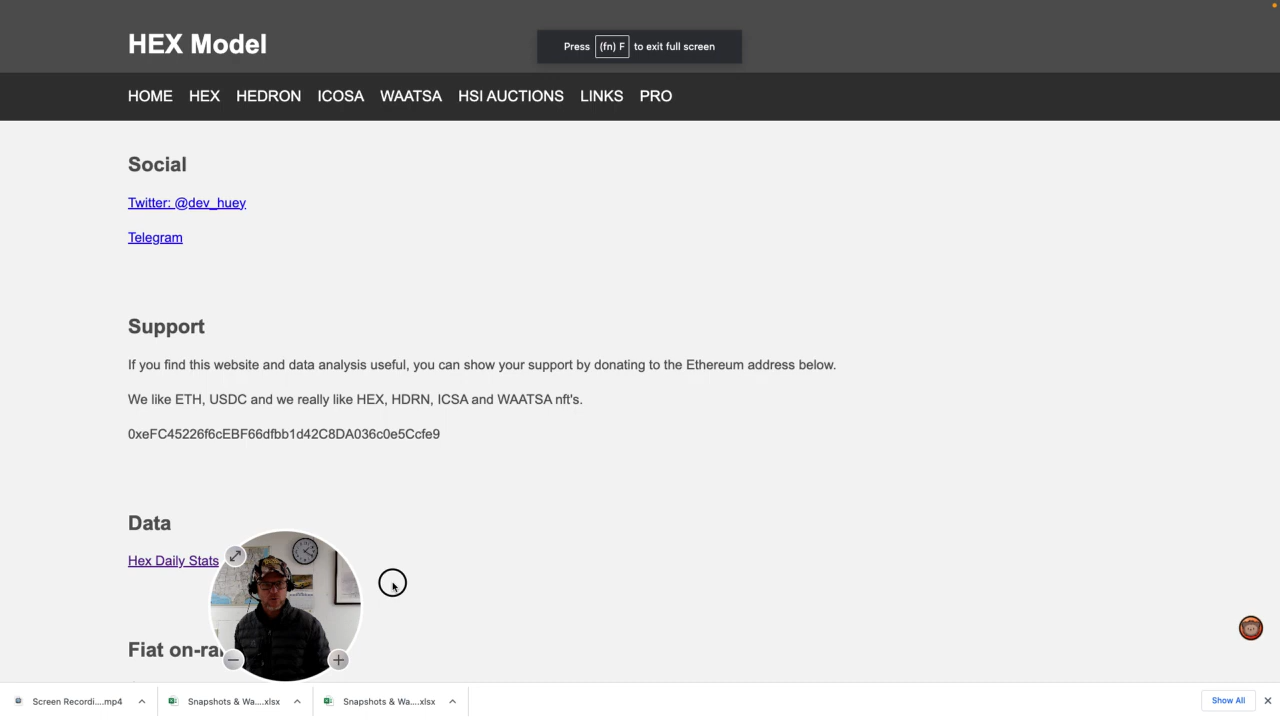 HEX Model
Press (fn) F to exit full screen
HOME HEX HEDRON ICOSA WAATSA HSI AUCTIONS LINKS PRO
Social
Twitter: @dev_huey
Telegram
Support
If you find this website and data analysis useful, you can show your support by donating to the Ethereum address below.
We like ETH, USDC and we really like HEX, HDRN, ICSA and WAATSA nft's.
0xeFC45226f6cEBF66dfbb1d42C8DA036c0e5Ccfe9
Data
Hex Daily Stats
Fiat on-ra
Screen Recordi....mp4 Snapshots & Wa....xlsx Snapshots & Wa....xlsx Show All